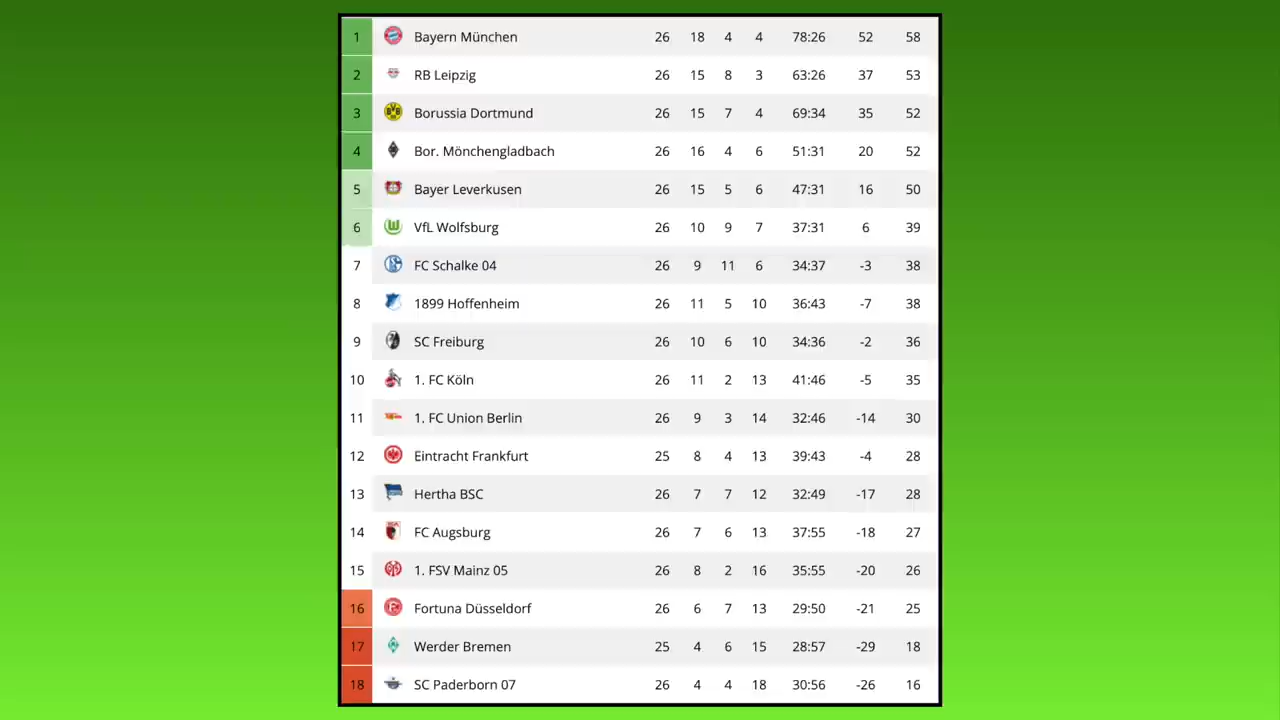 1 Bayern München 26 18 4 4 78:26 52 58
2 RB Leipzig 26 15 8 3 63:26 37 53
3 BVB Borussia Dortmund 26 15 7 4 69:34 35 52
4 Bor. Mönchengladbach 26 16 4 6 51:31 20 52
5 Bayer Leverkusen 26 15 5 6 47:31 16 50
6 VfL Wolfsburg 26 10 9 7 37:31 6 39
7 FC Schalke 04 26 9 11 6 34:37 -3 38
8 1899 Hoffenheim 26 11 5 10 36:43 -7 38
9 SC Freiburg 26 10 6 10 34:36 -2 36
10 1. FC Köln 26 11 2 13 41:46 -5 35
11 1. FC Union Berlin 26 9 3 14 32:46 -14 30
12 Eintracht Frankfurt 25 8 4 13 39:43 -4 28
13 Hertha BSC 26 7 7 12 32:49 -17 28
14 FC Augsburg 26 7 6 13 37:55 -18 27
15 1. FSV Mainz 05 26 8 2 16 35:55 -20 26
16 Fortuna Düsseldorf 26 6 7 13 29:50 -21 25
17 Werder Bremen 25 4 6 15 28:57 -29 18
18 SC Paderborn 07 26 4 4 18 30:56 -26 16